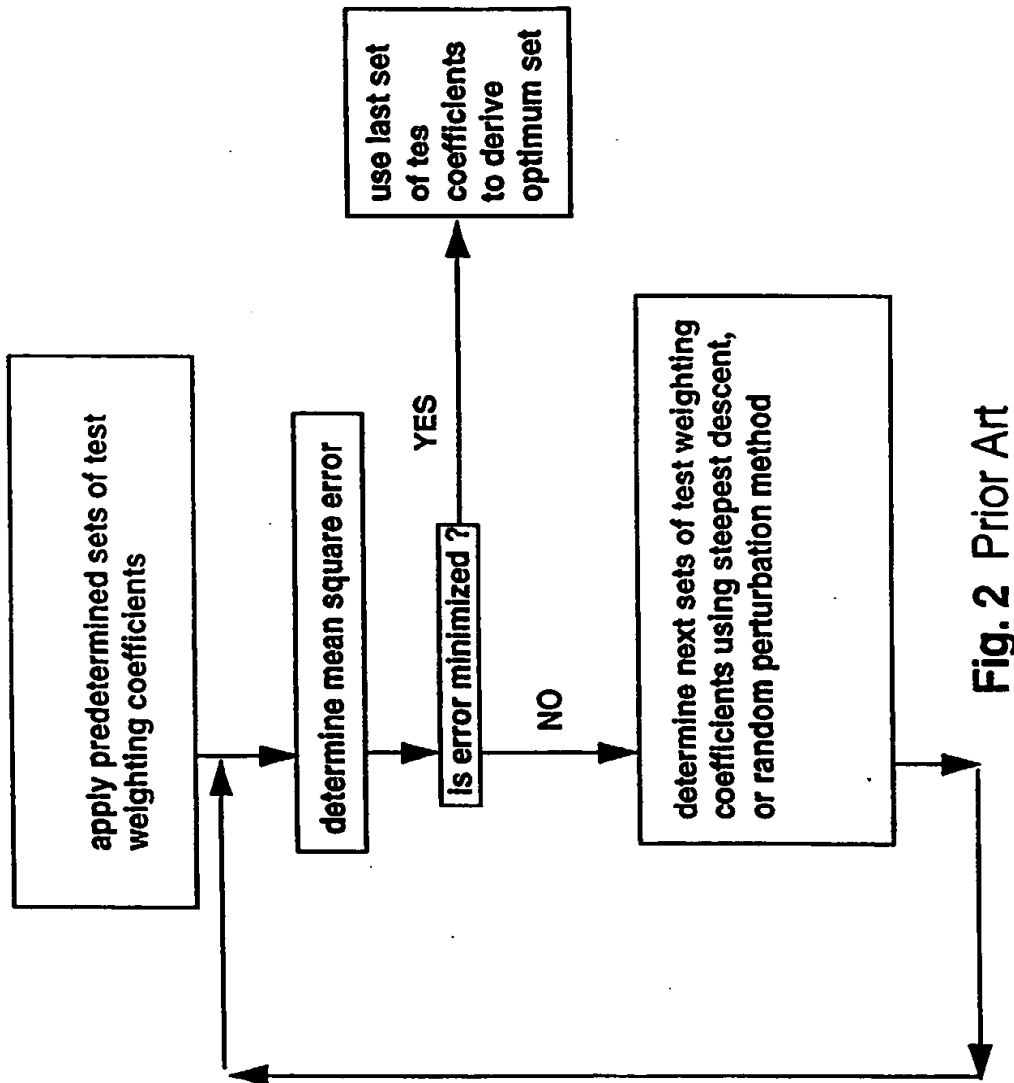 apply predetermined sets of test
weighting coefficients
determine mean square error
is error minimized ?
YES
use last set
of tes
coefficients
to derive
optimum set
NO
determine next sets of test weighting
coefficients using steepest descent,
or random perturbation method
Fig. 2 Prior Art